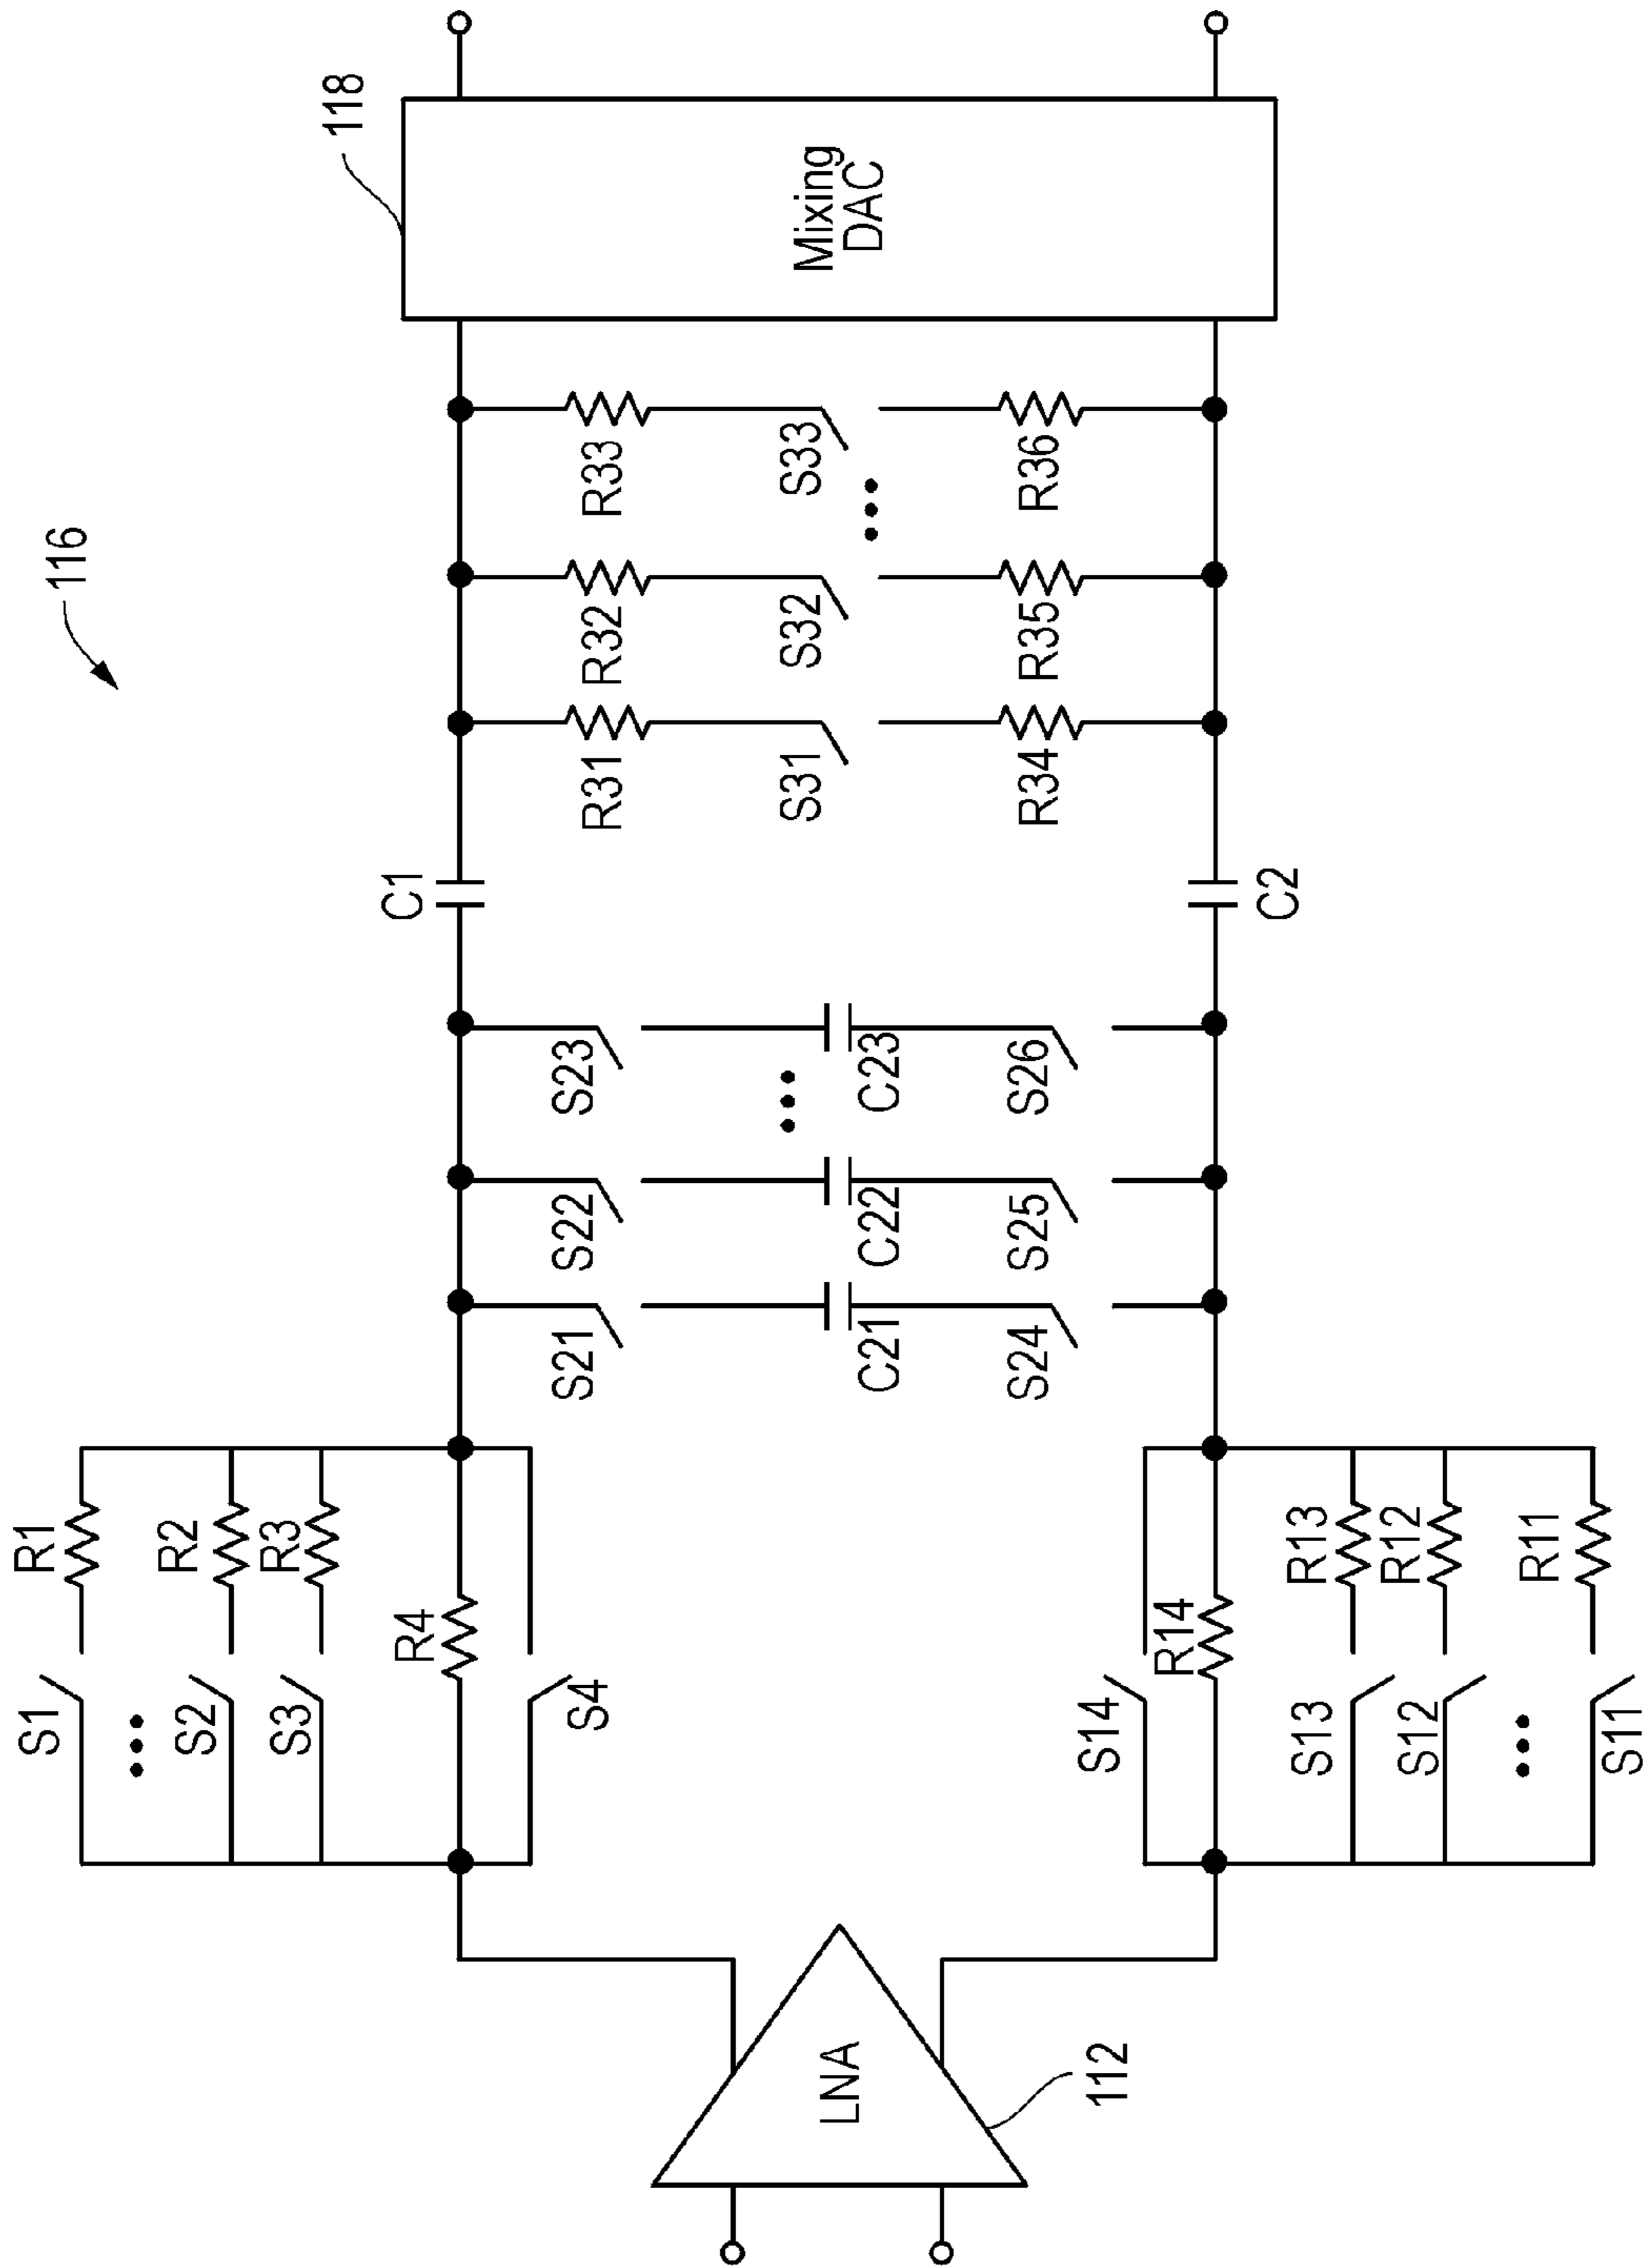 116
118
Mixing
DAC
R33
S33
R36
R32
S32
R35
R31
S31
R34
C1
C2
S23
C23
S26
S22
C22
S25
S21
C21
S24
R1
R2
R3
R4
S1
S2
S3
S4
R14
R13
R12
R11
S14
S13
S12
S11
LNA
112